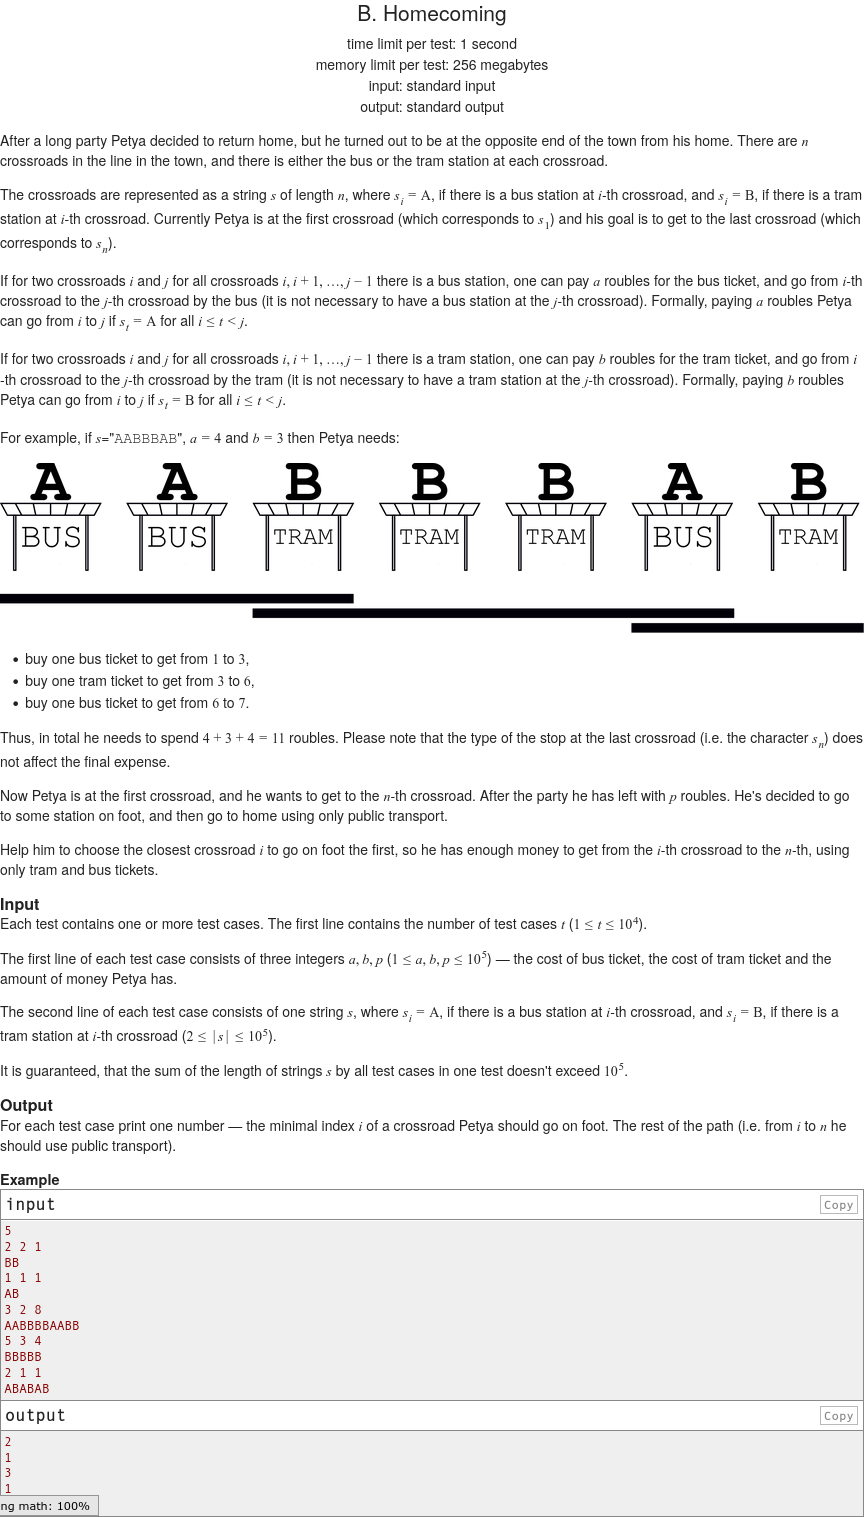 B. Homecoming
time limit per test: 1 second
memory limit per test: 256 megabytes
input: standard input
output: standard output
After a long party Petya decided to return home, but he turned out to be at the opposite end of the town from his home. There are n
crossroads in the line in the town, and there is either the bus or the tram station at each crossroad.
The crossroads are represented as a string s of length n, where s_i = A, if there is a bus station at i-th crossroad, and s_i = B, if there is a tram
station at i-th crossroad. Currently Petya is at the first crossroad (which corresponds to s_1) and his goal is to get to the last crossroad (which
corresponds to s_n).
If for two crossroads i and j for all crossroads i, i + 1, …, j − 1 there is a bus station, one can pay a roubles for the bus ticket, and go from i-th
crossroad to the j-th crossroad by the bus (it is not necessary to have a bus station at the j-th crossroad). Formally, paying a roubles Petya
can go from i to j if s_t = A for all i ≤ t < j.
If for two crossroads i and j for all crossroads i, i + 1, …, j − 1 there is a tram station, one can pay b roubles for the tram ticket, and go from i
-th crossroad to the j-th crossroad by the tram (it is not necessary to have a tram station at the j-th crossroad). Formally, paying b roubles
Petya can go from i to j if s_t = B for all i ≤ t < j.
For example, if s="AABBBAB", a = 4 and b = 3 then Petya needs:
A A B B B A B
BUS BUS TRAM TRAM TRAM BUS TRAM
• buy one bus ticket to get from 1 to 3,
• buy one tram ticket to get from 3 to 6,
• buy one bus ticket to get from 6 to 7.
Thus, in total he needs to spend 4 + 3 + 4 = 11 roubles. Please note that the type of the stop at the last crossroad (i.e. the character s_n) does
not affect the final expense.
Now Petya is at the first crossroad, and he wants to get to the n-th crossroad. After the party he has left with p roubles. He's decided to go
to some station on foot, and then go to home using only public transport.
Help him to choose the closest crossroad i to go on foot the first, so he has enough money to get from the i-th crossroad to the n-th, using
only tram and bus tickets.
Input
Each test contains one or more test cases. The first line contains the number of test cases t (1 ≤ t ≤ 10^4).
The first line of each test case consists of three integers a, b, p (1 ≤ a, b, p ≤ 10^5) — the cost of bus ticket, the cost of tram ticket and the
amount of money Petya has.
The second line of each test case consists of one string s, where s_i = A, if there is a bus station at i-th crossroad, and s_i = B, if there is a
tram station at i-th crossroad (2 ≤ |s| ≤ 10^5).
It is guaranteed, that the sum of the length of strings s by all test cases in one test doesn't exceed 10^5.
Output
For each test case print one number — the minimal index i of a crossroad Petya should go on foot. The rest of the path (i.e. from i to n he
should use public transport).
Example
input Copy
5
2 2 1
BB
1 1 1
AB
3 2 8
AABBBBAABB
5 3 4
BBBBB
2 1 1
ABABAB
output Copy
2
1
3
1
ng math: 100%